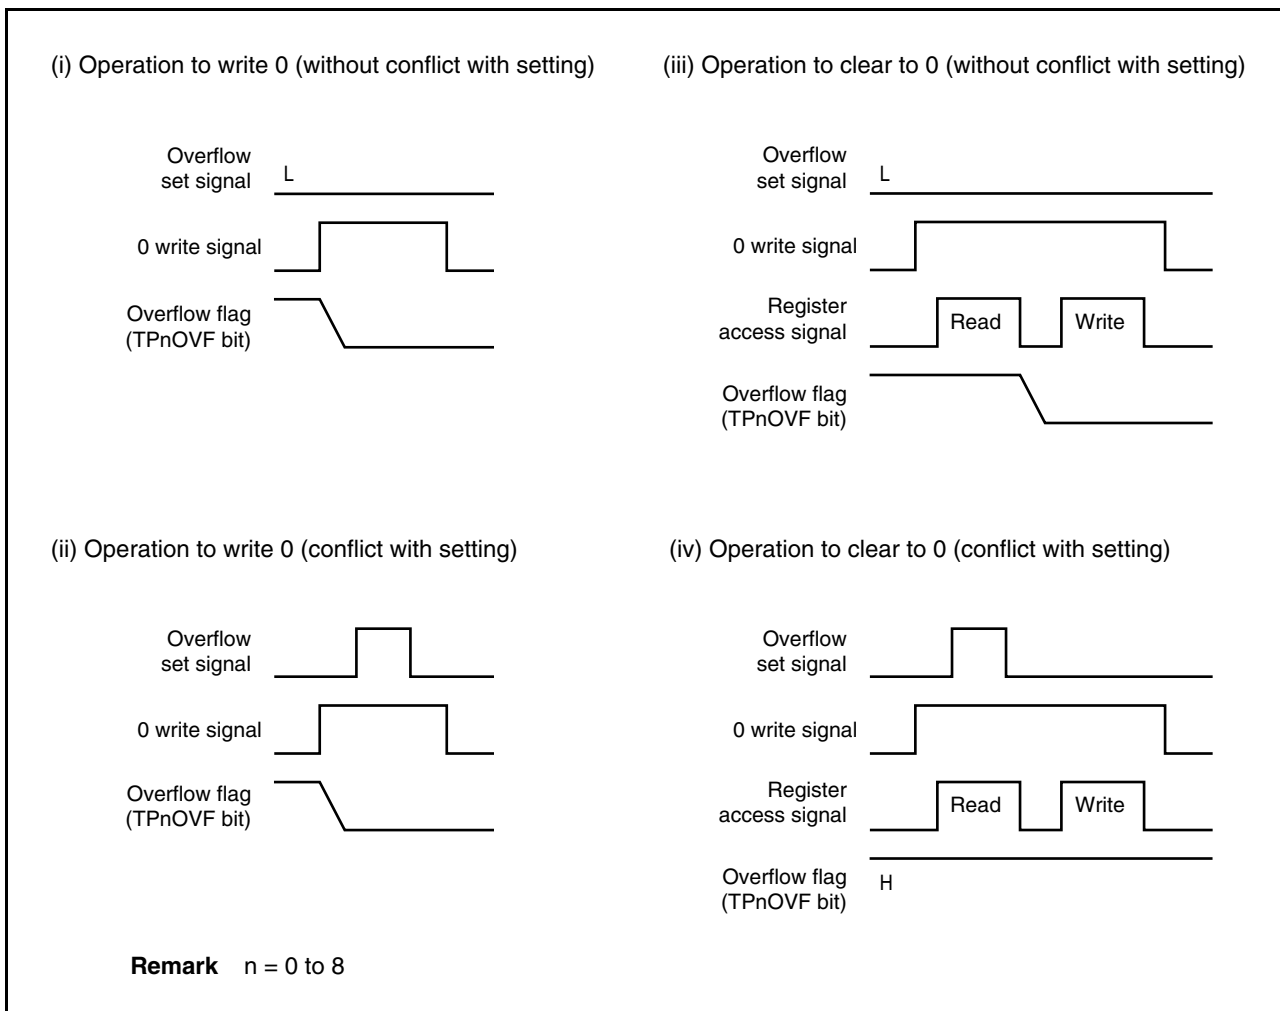 (i) Operation to write 0 (without conflict with setting)
Overflow
set signal
L
0 write signal
Overflow flag
(TPnOVF bit)
(iii) Operation to clear to 0 (without conflict with setting)
Overflow
set signal
L
0 write signal
Register
access signal
Read
Write
Overflow flag
(TPnOVF bit)
(ii) Operation to write 0 (conflict with setting)
Overflow
set signal
0 write signal
Overflow flag
(TPnOVF bit)
(iv) Operation to clear to 0 (conflict with setting)
Overflow
set signal
0 write signal
Register
access signal
Read
Write
Overflow flag
(TPnOVF bit)
H
Remark n = 0 to 8